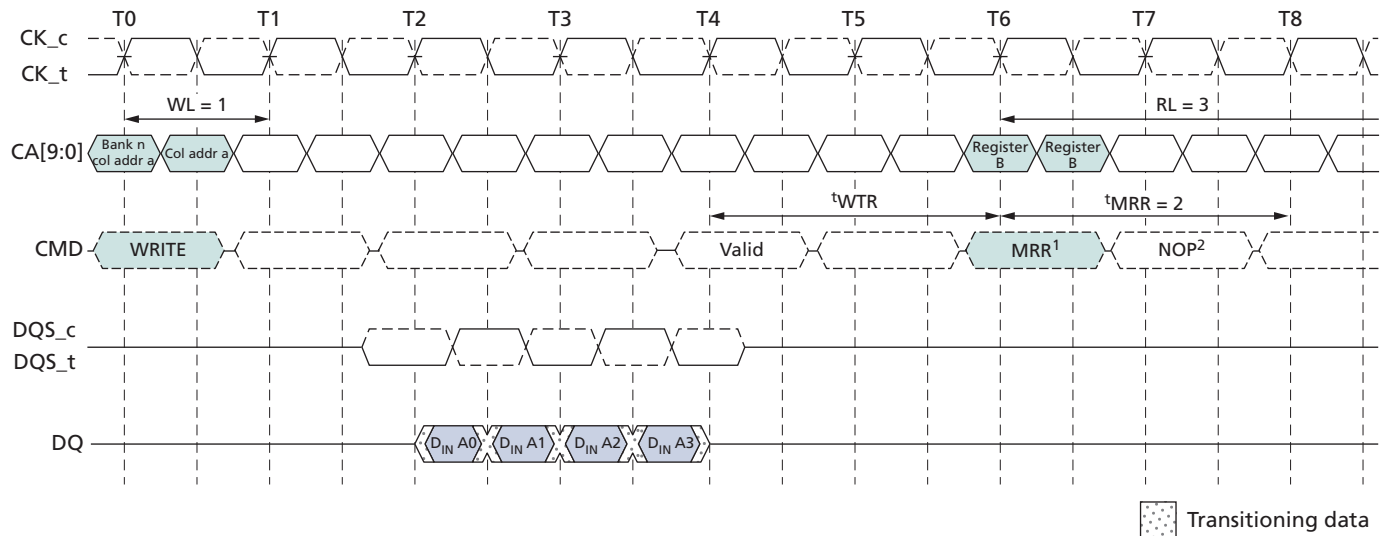 T0 T1 T2 T3 T4 T5 T6 T7 T8
CK_c
CK_t
WL = 1
RL = 3
CA[9:0]
Bank n
col addr a
Col addr a
Register
B
Register
B
tWTR
tMRR = 2
CMD
WRITE
Valid
MRR1
NOP2
DQS_c
DQS_t
DQ
DIN A0
DIN A1
DIN A2
DIN A3
Transitioning data